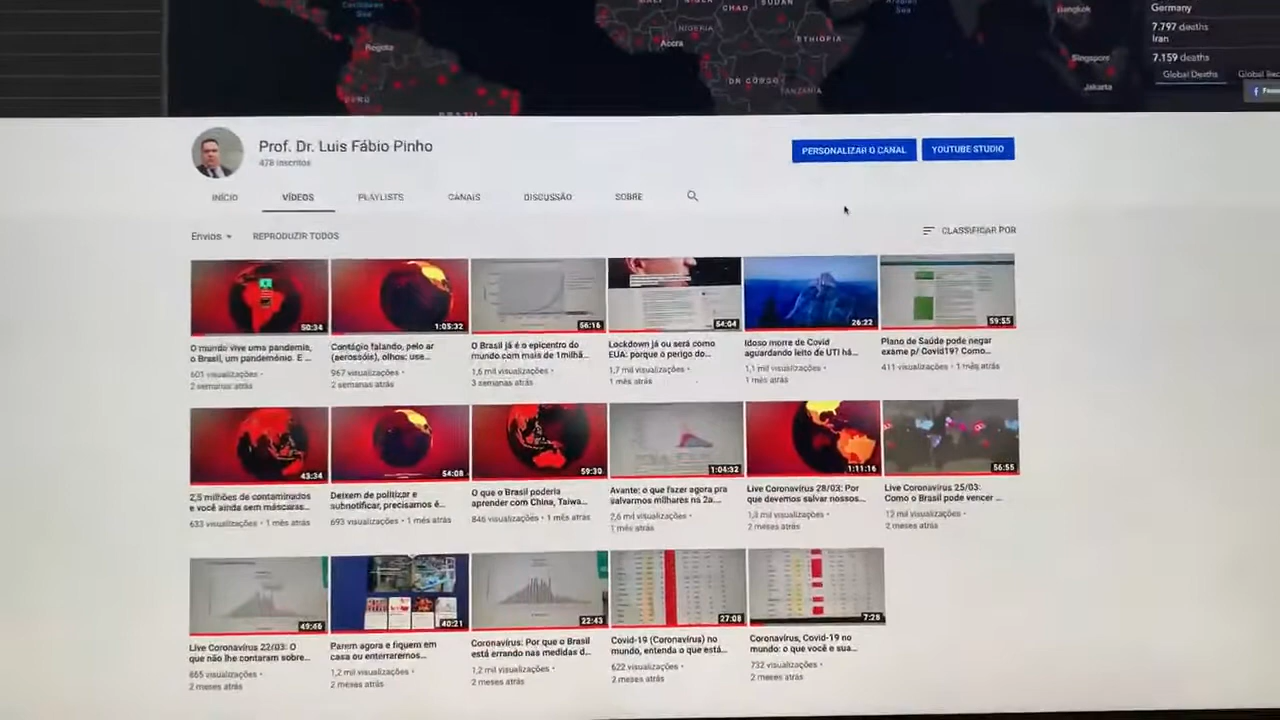 Caribbean
Sea
CHAD
SUDAN
Arabian
Sea
Bangkok
Germany
NIGERIA
7.797 deaths
Bogota
Accra
ETHIOPIA
Iran
Singapore
7.159 deaths
DR CONGO
Global Deaths
Global Rec
PERU
TANZANIA
Jakarta
BRAZIL
Prof. Dr. Luis Fábio Pinho
478 inscritos
PERSONALIZAR O CANAL
YOUTUBE STUDIO
INÍCIO
VÍDEOS
PLAYLISTS
CANAIS
DISCUSSÃO
SOBRE
Envios
REPRODUZIR TODOS
CLASSIFICAR POR
50:34
O mundo vive uma pandemia,
o Brasil, um pandemônio. E ...
601 visualizações •
2 semanas atrás
1:05:32
Contágio falando, pelo ar
(aerossóis), olhos: use...
967 visualizações •
2 semanas atrás
56:16
O Brasil já é o epicentro do
mundo com mais de 1milhã...
1,6 mil visualizações •
3 semanas atrás
54:04
Lockdown já ou será como
EUA: porque o perigo do...
1,7 mil visualizações •
1 mês atrás
26:22
Idoso morre de Covid
aguardando leito de UTI há...
1,1 mil visualizações •
1 mês atrás
59:55
Plano de Saúde pode negar
exame p/ Covid19? Como...
411 visualizações • 1 mês atrás
43:34
2,5 milhões de contaminados
e você ainda sem máscaras...
633 visualizações • 1 mês atrás
54:08
Deixem de politizar e
subnotificar, precisamos é...
693 visualizações • 1 mês atrás
59:30
O que o Brasil poderia
aprender com China, Taiwa...
846 visualizações • 1 mês atrás
1:04:32
Avante: o que fazer agora pra
salvarmos milhares ns 2a...
2,6 mil visualizações •
1 mês atrás
1:11:16
Live Coronavírus 28/03: Por
que devemos salvar nossos...
1,3 mil visualizações •
2 meses atrás
56:55
Live Coronavírus 25/03:
Como o Brasil pode vencer ...
12 mil visualizações •
2 meses atrás
49:46
Live Coronavírus 22/03: O
que não lhe contaram sobre...
865 visualizações •
2 meses atrás
40:21
Parem agora e fiquem em
casa ou enterraremos...
1,2 mil visualizações •
2 meses atrás
22:43
Coronavírus: Por que o Brasil
está errando nas medidas d...
1,2 mil visualizações •
2 meses atrás
27:08
Covid-19 (Coronavírus) no
mundo, entenda o que está...
622 visualizações •
2 meses atrás
7:28
Coronavírus, Covid-19 no
mundo: o que você e sua...
732 visualizações •
2 meses atrás